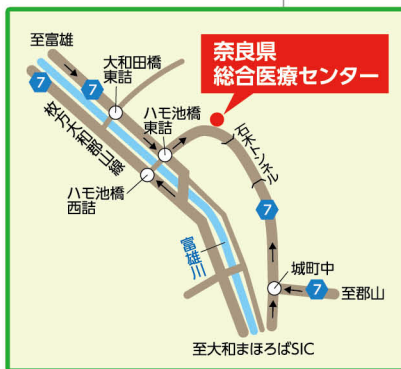 至富雄
7
7
大和田橋
東詰
奈良県
総合医療センター
ハモ池橋
東詰
石木トンネル
枚方大和郡山線
ハモ池橋
西詰
7
富雄川
城町中
7
至郡山
至大和まほろばSIC